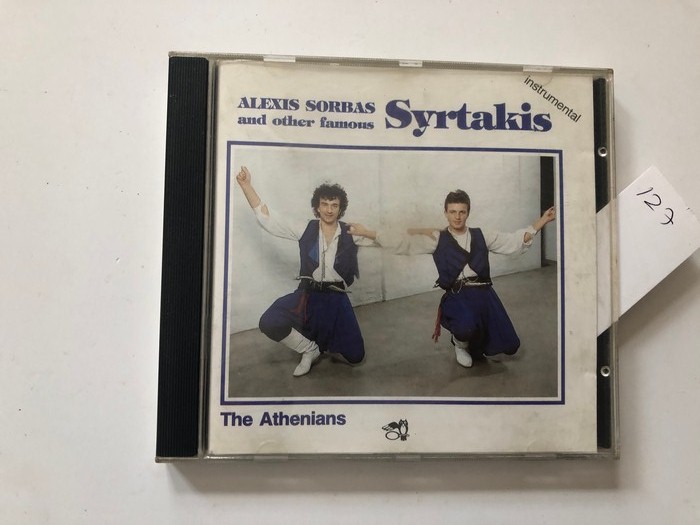 instrumental
ALEXIS SORBAS
and other famous
Syrtakis
The Athenians
127